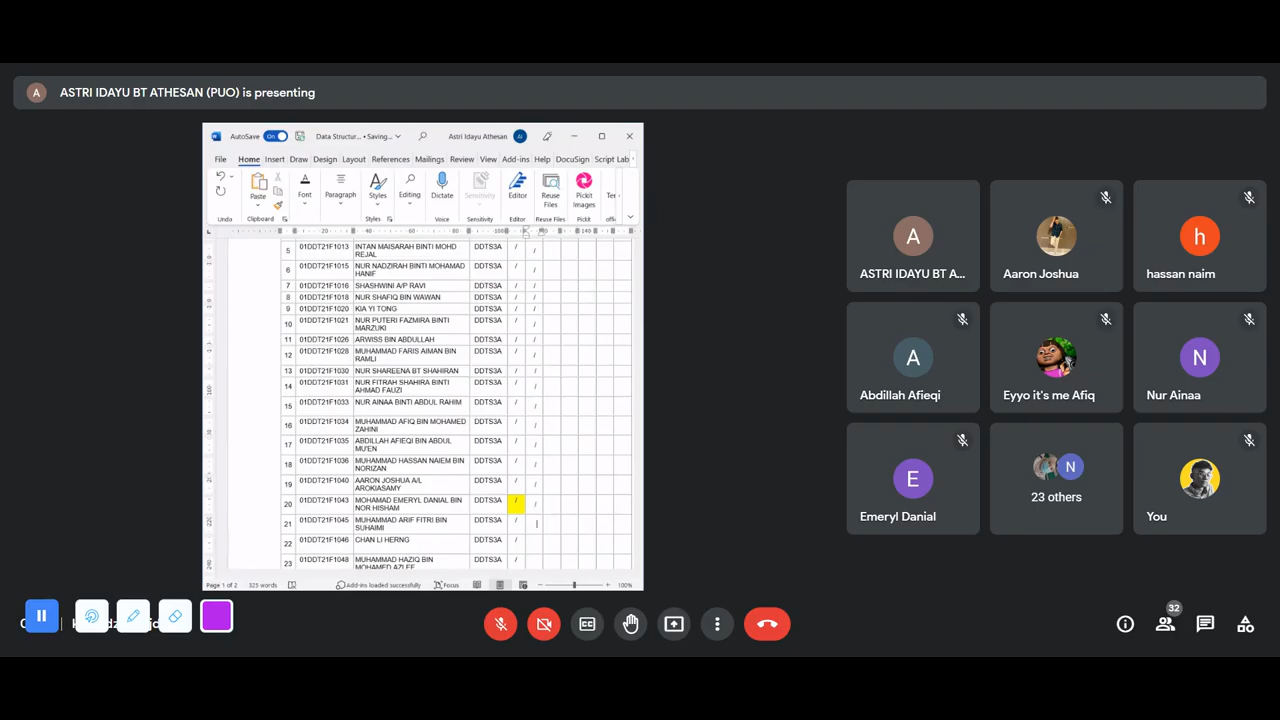 A ASTRI IDAYU BT ATHESAN (PUO) is presenting
AutoSave On Data Structur... • Saving... Astri Idayu Athesan AI
File Home Insert Draw Design Layout References Mailings Review View Add-ins Help DocuSign Script Lab
Paste Font Paragraph Styles Editing Dictate Sensitivity Editor Reuse Files Pickit Images
Undo Clipboard Styles Voice Sensitivity Editor Reuse Files Pickit
5 01DDT21F1013 INTAN MAISARAH BINTI MOHD REJAL DDTS3A / /
6 01DDT21F1015 NUR NADZIRAH BINTI MOHAMAD HANIF DDTS3A / /
7 01DDT21F1016 SHASHWINI A/P RAVI DDTS3A / /
8 01DDT21F1018 NUR SHAFIQ BIN WAWAN DDTS3A / /
9 01DDT21F1020 KIA YI TONG DDTS3A / /
10 01DDT21F1021 NUR PUTERI FAZMIRA BINTI MARZUKI DDTS3A / /
11 01DDT21F1026 ARWISS BIN ABDULLAH DDTS3A / /
12 01DDT21F1028 MUHAMMAD FARIS AIMAN BIN RAMLI DDTS3A / /
13 01DDT21F1030 NUR SHAREENA BT SHAHIRAN DDTS3A / /
14 01DDT21F1031 NUR FITRAH SHAHIRA BINTI AHMAD FAUZI DDTS3A / /
15 01DDT21F1033 NUR AINAA BINTI ABDUL RAHIM DDTS3A / /
16 01DDT21F1034 MUHAMMAD AFIQ BIN MOHAMED ZAHINI DDTS3A / /
17 01DDT21F1035 ABDILLAH AFIEQI BIN ABDUL MU'EN DDTS3A / /
18 01DDT21F1036 MUHAMMAD HASSAN NAIEM BIN NORIZAN DDTS3A / /
19 01DDT21F1040 AARON JOSHUA A/L AROKIASAMY DDTS3A / /
20 01DDT21F1043 MOHAMAD EMERYL DANIAL BIN NOR HISHAM DDTS3A / /
21 01DDT21F1045 MUHAMMAD ARIF FITRI BIN SUHAIMI DDTS3A /
22 01DDT21F1046 CHAN LI HERNG DDTS3A /
23 01DDT21F1048 MUHAMMAD HAZIQ BIN MOHAMED AZLEE DDTS3A /
Page 1 of 2 325 words Add-ins loaded successfully Focus 100%
A
ASTRI IDAYU BT A...
Aaron Joshua
h
hassan naim
A
Abdillah Afieqi
Eyyo it's me Afiq
N
Nur Ainaa
E
Emeryl Danial
N
23 others
You
32